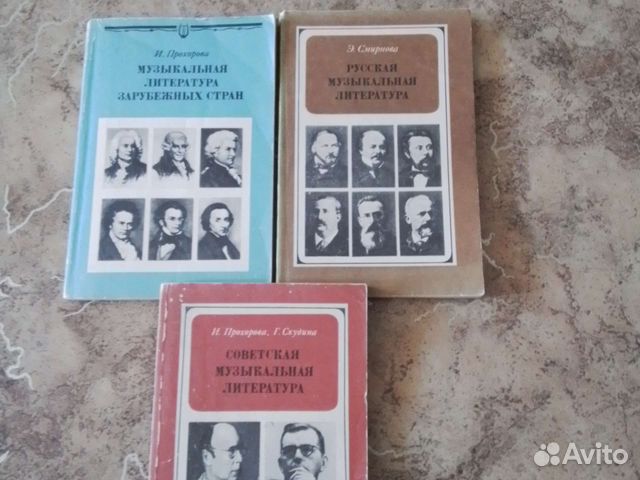 И. Прохорова
МУЗЫКАЛЬНАЯ
ЛИТЕРАТУРА
ЗАРУБЕЖНЫХ СТРАН
Э. Смирнова
РУССКАЯ
МУЗЫКАЛЬНАЯ
ЛИТЕРАТУРА
И. Прохорова, Г. Скудина
СОВЕТСКАЯ
МУЗЫКАЛЬНАЯ
ЛИТЕРАТУРА
Avito